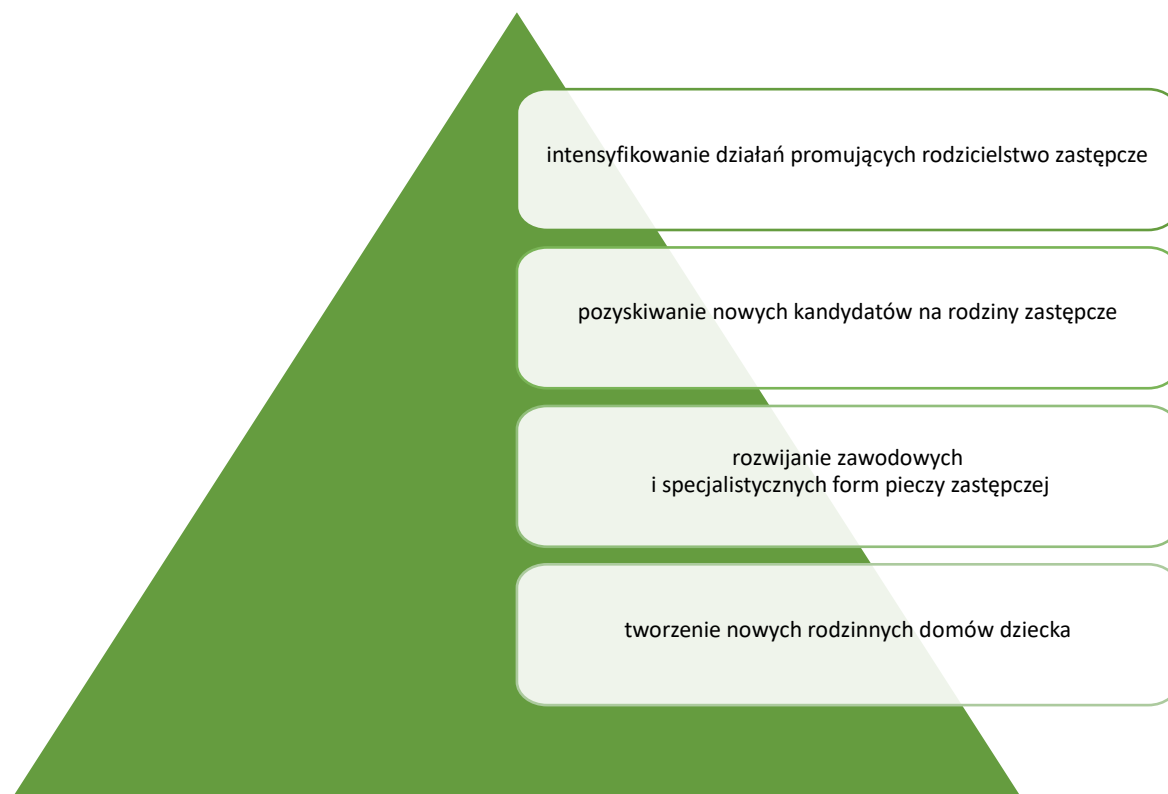 intensyfikowanie działań promujących rodzicielstwo zastępcze
pozyskiwanie nowych kandydatów na rodziny zastępcze
rozwijanie zawodowych
i specjalistycznych form pieczy zastępczej
tworzenie nowych rodzinnych domów dziecka